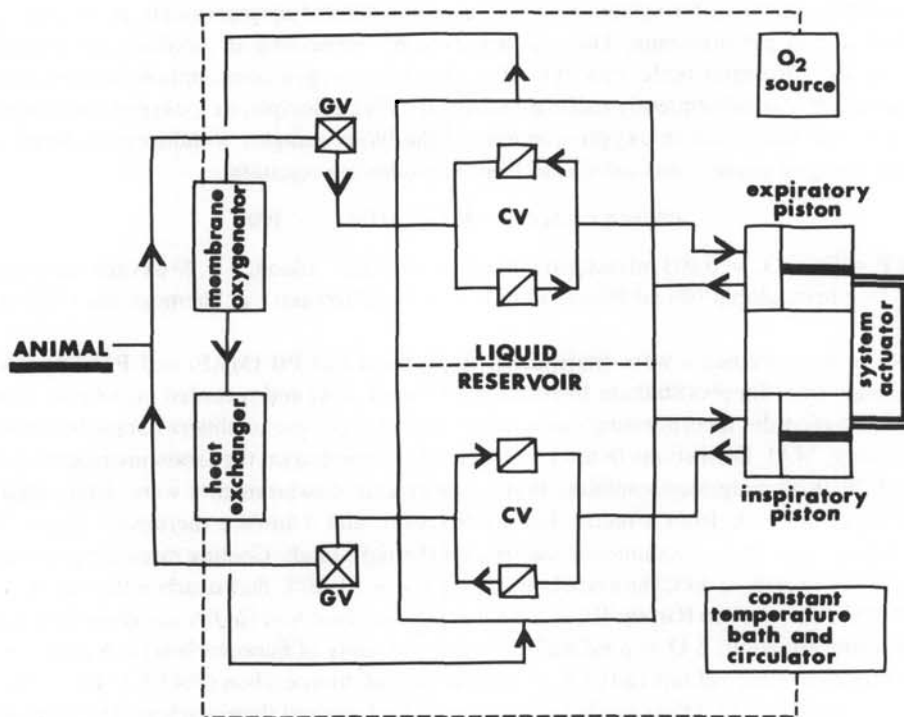 O2
source
GV
expiratory
piston
membrane
oxygenator
CV
ANIMAL
LIQUID
RESERVOIR
system
actuator
heat
exchanger
CV
inspiratory
piston
GV
constant
temperature
bath and
circulator